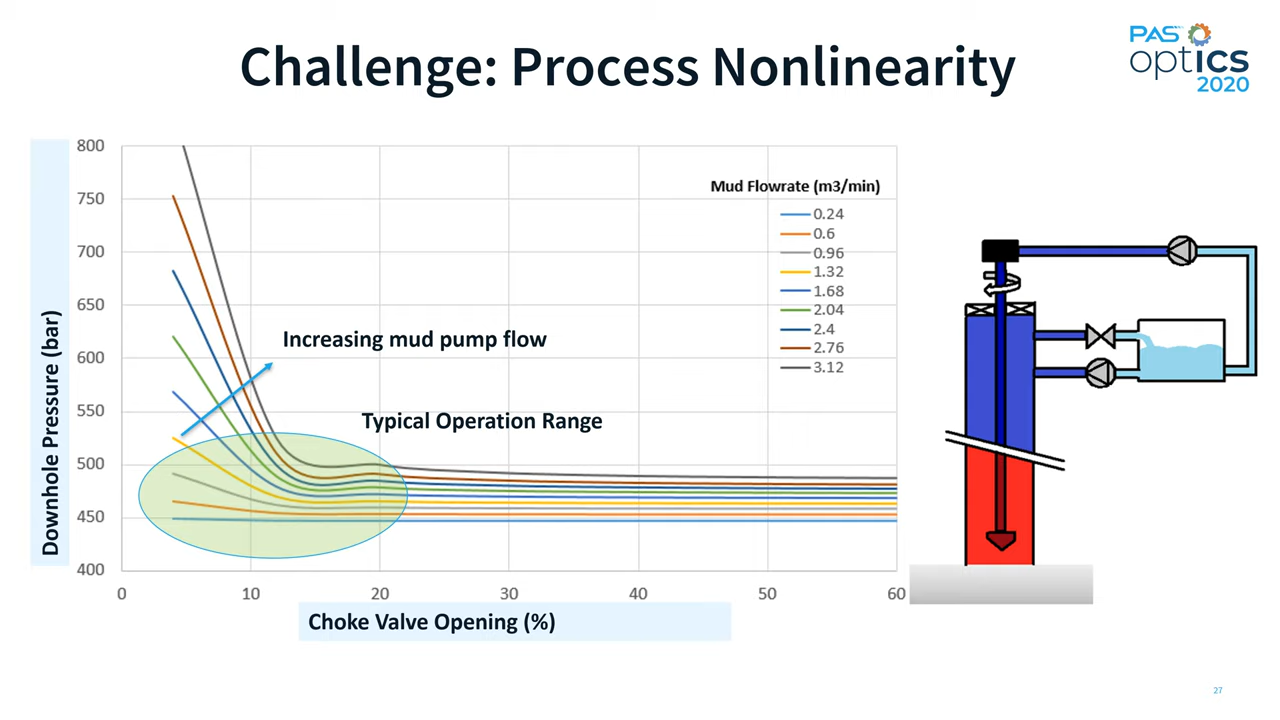 Challenge: Process Nonlinearity
PAS
optICS
2020
Downhole Pressure (bar)
800
750
700
650
600
550
500
450
400
Mud Flowrate (m3/min)
0.24
0.6
0.96
1.32
1.68
2.04
2.4
2.76
3.12
Increasing mud pump flow
Typical Operation Range
0 10 20 30 40 50 60
Choke Valve Opening (%)
27